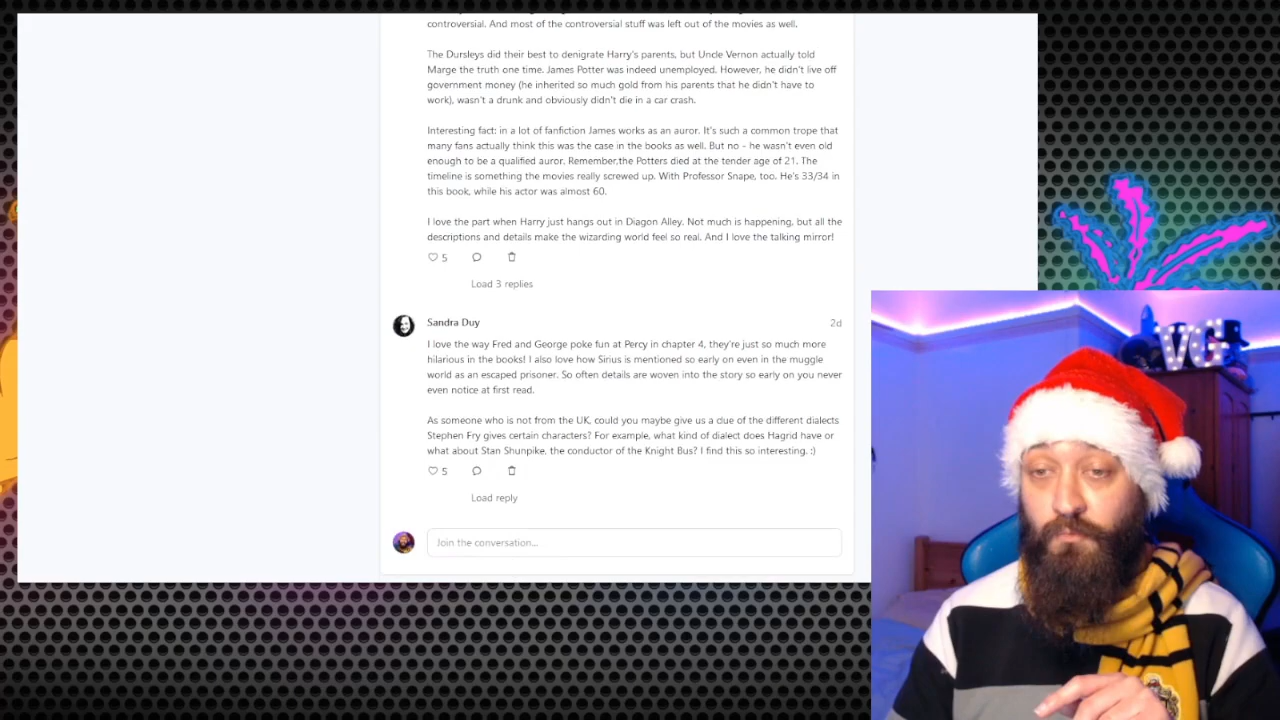 controversial. And most of the controversial stuff was left out of the movies as well.
The Dursleys did their best to denigrate Harry's parents, but Uncle Vernon actually told
Marge the truth one time. James Potter was indeed unemployed. However, he didn't live off
government money (he inherited so much gold from his parents that he didn't have to
work), wasn't a drunk and obviously didn't die in a car crash.
Interesting fact: in a lot of fanfiction James works as an auror. It's such a common trope that
many fans actually think this was the case in the books as well. But no - he wasn't even old
enough to be a qualified auror. Remember,the Potters died at the tender age of 21. The
timeline is something the movies really screwed up. With Professor Snape, too. He's 33/34 in
this book, while his actor was almost 60.
I love the part when Harry just hangs out in Diagon Alley. Not much is happening, but all the
descriptions and details make the wizarding world feel so real. And I love the talking mirror!
5
Load 3 replies
Sandra Duy 2d
I love the way Fred and George poke fun at Percy in chapter 4, they're just so much more
hilarious in the books! I also love how Sirius is mentioned so early on even in the muggle
world as an escaped prisoner. So often details are woven into the story so early on you never
even notice at first read.
As someone who is not from the UK, could you maybe give us a clue of the different dialects
Stephen Fry gives certain characters? For example, what kind of dialect does Hagrid have or
what about Stan Shunpike, the conductor of the Knight Bus? I find this so interesting. :)
5
Load reply
Join the conversation...
VG